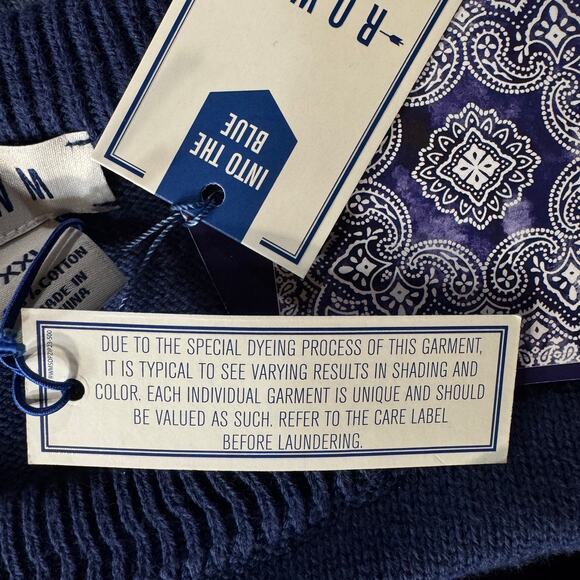 ROW
INTO THE
BLUE
W M
XXL
COTTON
MADE IN
CHINA
DUE TO THE SPECIAL DYEING PROCESS OF THIS GARMENT,
IT IS TYPICAL TO SEE VARYING RESULTS IN SHADING AND
COLOR. EACH INDIVIDUAL GARMENT IS UNIQUE AND SHOULD
BE VALUED AS SUCH. REFER TO THE CARE LABEL
BEFORE LAUNDERING.